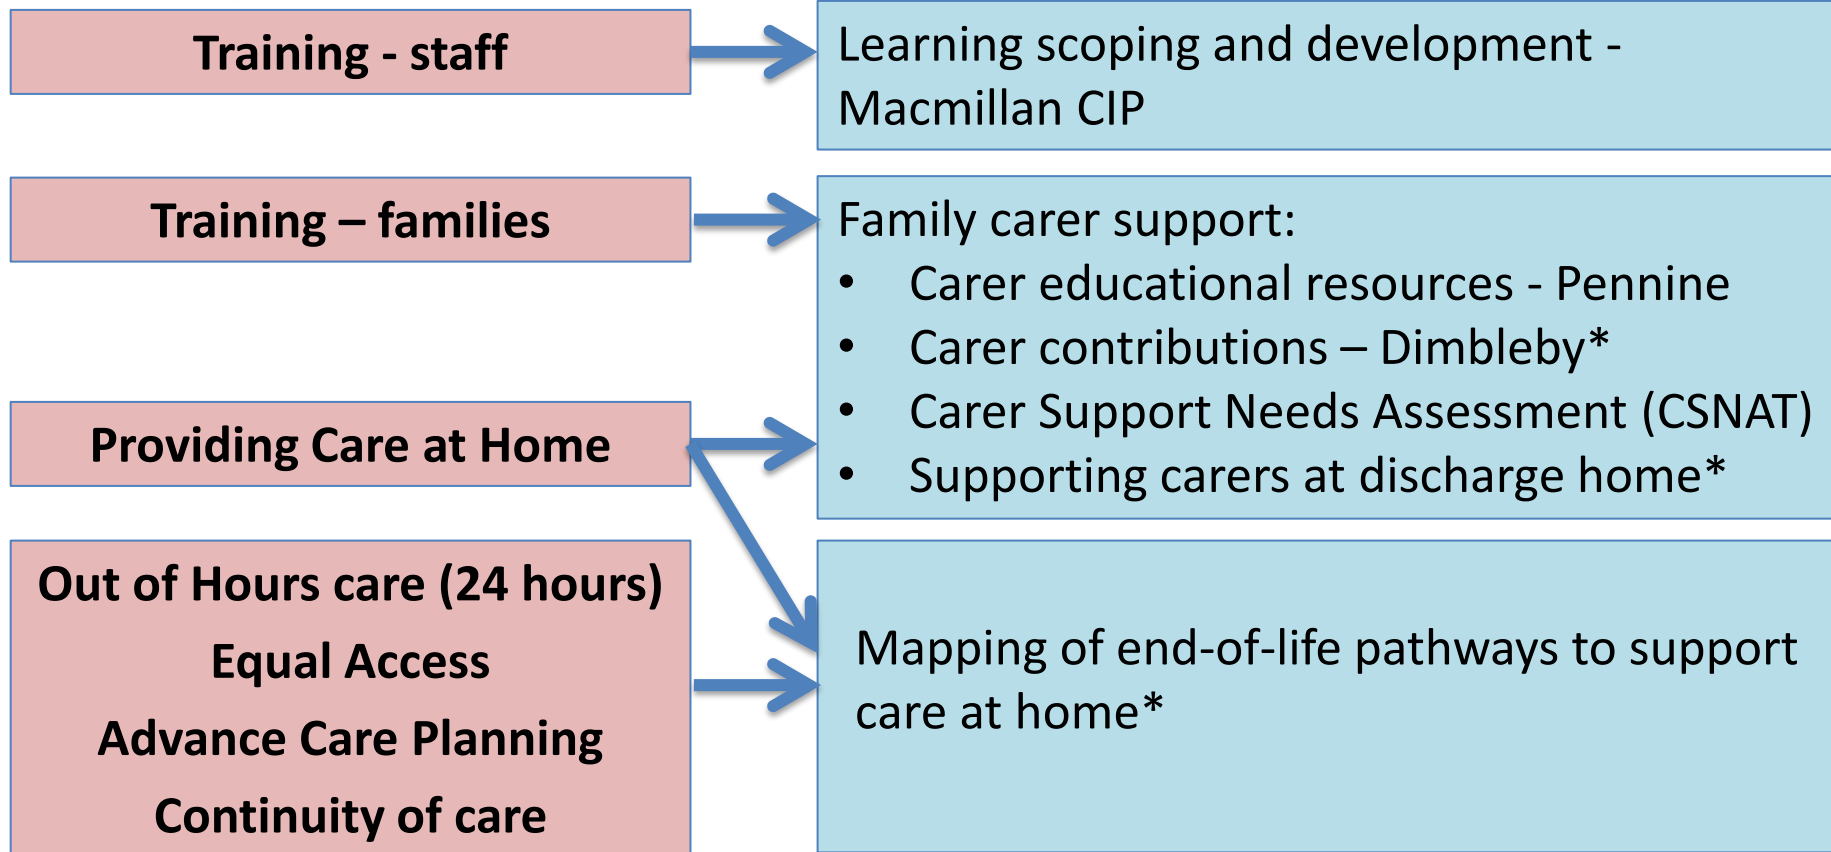 Training - staff
Learning scoping and development -
Macmillan CIP
Training – families
Family carer support:
• Carer educational resources - Pennine
• Carer contributions – Dimbleby*
• Carer Support Needs Assessment (CSNAT)
• Supporting carers at discharge home*
Providing Care at Home
Out of Hours care (24 hours)
Equal Access
Advance Care Planning
Continuity of care
Mapping of end-of-life pathways to support
care at home*